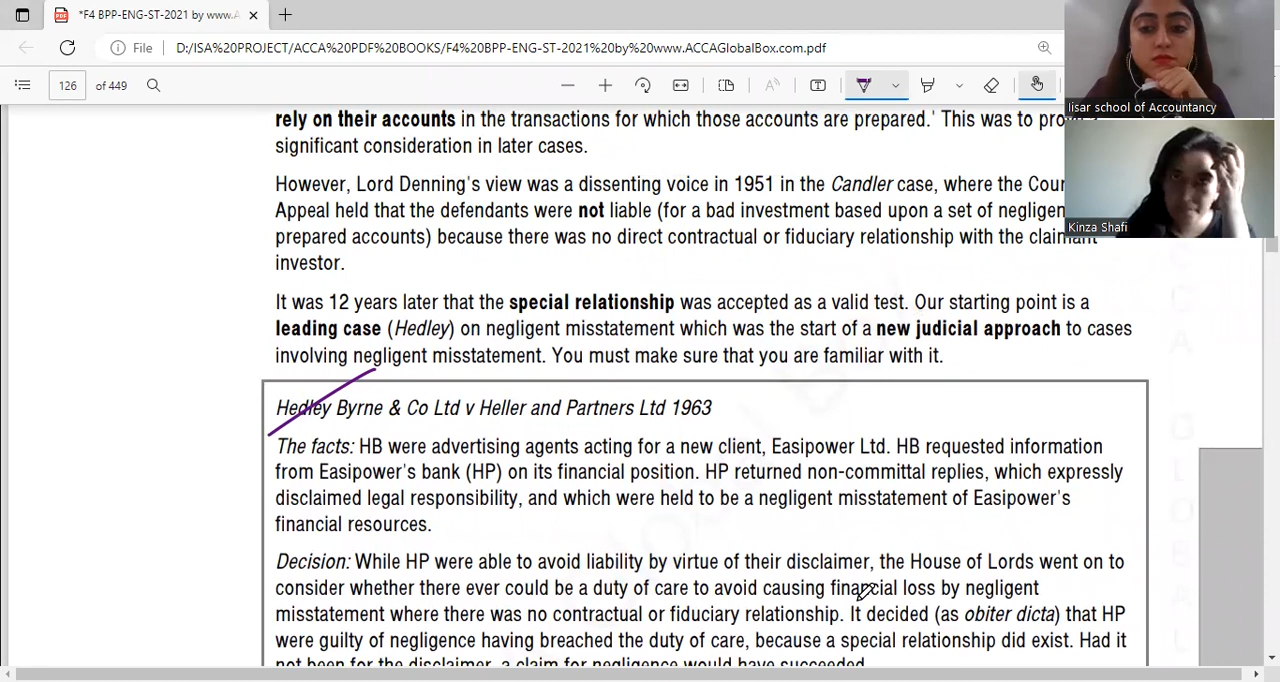 *F4 BPP-ENG-ST-2021 by www.A
File
D:/ISA%20PROJECT/ACCA%20PDF%20BOOKS/F4%20BPP-ENG-ST-2021%20by%20www.ACCAGlobalBox.com.pdf
126 of 449
Iisar school of Accountancy
Kinza Shafi
rely on their accounts in the transactions for which those accounts are prepared.' This was to
significant consideration in later cases.
However, Lord Denning's view was a dissenting voice in 1951 in the Candler case, where the
Appeal held that the defendants were not liable (for a bad investment based upon a set of
prepared accounts) because there was no direct contractual or fiduciary relationship with the claimant
investor.
It was 12 years later that the special relationship was accepted as a valid test. Our starting point is a
leading case (Hedley) on negligent misstatement which was the start of a new judicial approach to cases
involving negligent misstatement. You must make sure that you are familiar with it.
Hedley Byrne & Co Ltd v Heller and Partners Ltd 1963
The facts: HB were advertising agents acting for a new client, Easipower Ltd. HB requested information
from Easipower's bank (HP) on its financial position. HP returned non-committal replies, which expressly
disclaimed legal responsibility, and which were held to be a negligent misstatement of Easipower's
financial resources.
Decision: While HP were able to avoid liability by virtue of their disclaimer, the House of Lords went on to
consider whether there ever could be a duty of care to avoid causing financial loss by negligent
misstatement where there was no contractual or fiduciary relationship. It decided (as obiter dicta) that HP
were guilty of negligence having breached the duty of care, because a special relationship did exist. Had it
not been for the disclaimer, a claim for negligence would have succeeded.